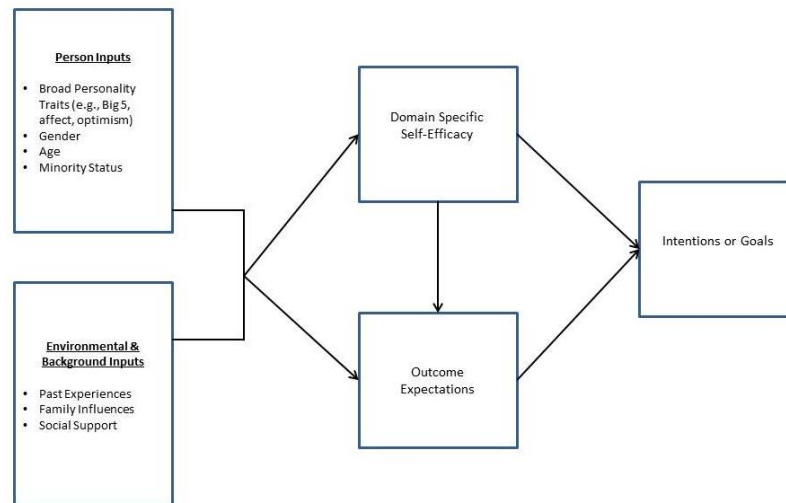 Person Inputs
• Broad Personality
Traits (e.g., Big 5,
affect, optimism)
• Gender
• Age
• Minority Status
Environmental &
Background Inputs
• Past Experiences
• Family Influences
• Social Support
Domain Specific
Self-Efficacy
Outcome
Expectations
Intentions or Goals